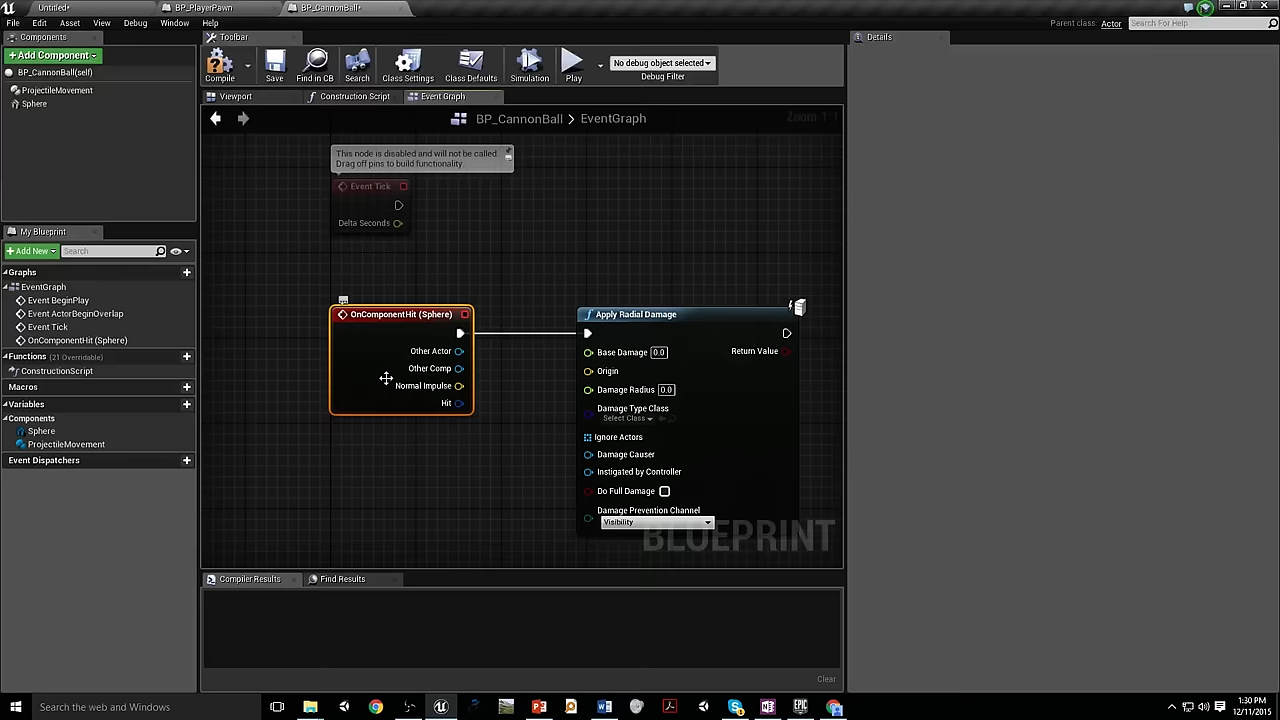 Untitled*
BP_PlayerPawn
BP_CannonBall*
File Edit Asset View Debug Window Help
Parent class: Actor
Search For Help
Components
Toolbar
Details
+Add Component
BP_CannonBall(self)
ProjectileMovement
Sphere
Compile
Save
Find in CB
Search
Class Settings
Class Defaults
Simulation
Play
No debug object selected
Debug Filter
Viewport
Construction Script
Event Graph
BP_CannonBall > EventGraph
Zoom 1:1
This node is disabled and will not be called.
Drag off pins to build functionality.
Event Tick
Delta Seconds
My Blueprint
+Add New
Search
Graphs
EventGraph
Event BeginPlay
Event ActorBeginOverlap
Event Tick
OnComponentHit (Sphere)
Functions (21 Overridable)
ConstructionScript
Macros
Variables
Components
Sphere
ProjectileMovement
Event Dispatchers
OnComponentHit (Sphere)
Other Actor
Other Comp
Normal Impulse
Hit
Apply Radial Damage
Base Damage 0.0
Return Value
Origin
Damage Radius 0.0
Damage Type Class
Select Class
Ignore Actors
Damage Causer
Instigated by Controller
Do Full Damage
Damage Prevention Channel
Visibility
BLUEPRINT
Compiler Results
Find Results
Clear
Search the web and Windows
1:30 PM
12/11/2015